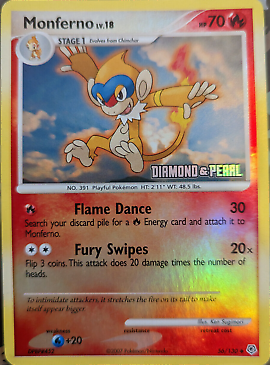 Monferno LV.18 HP 70
STAGE 1 Evolves from Chimchar
DIAMOND & PEARL
NO. 391 Playful Pokémon HT: 2'11" WT: 48.5 lbs.
Flame Dance 30
Search your discard pile for a Energy card and attach it to
Monferno.
Fury Swipes 20x
Flip 3 coins. This attack does 20 damage times the number of
heads.
To intimidate attackers, it stretches the fire on its tail to make
itself appear bigger.
Illus. Ken Sugimori
weakness resistance retreat cost
+20
©2007 Pokémon/Nintendo